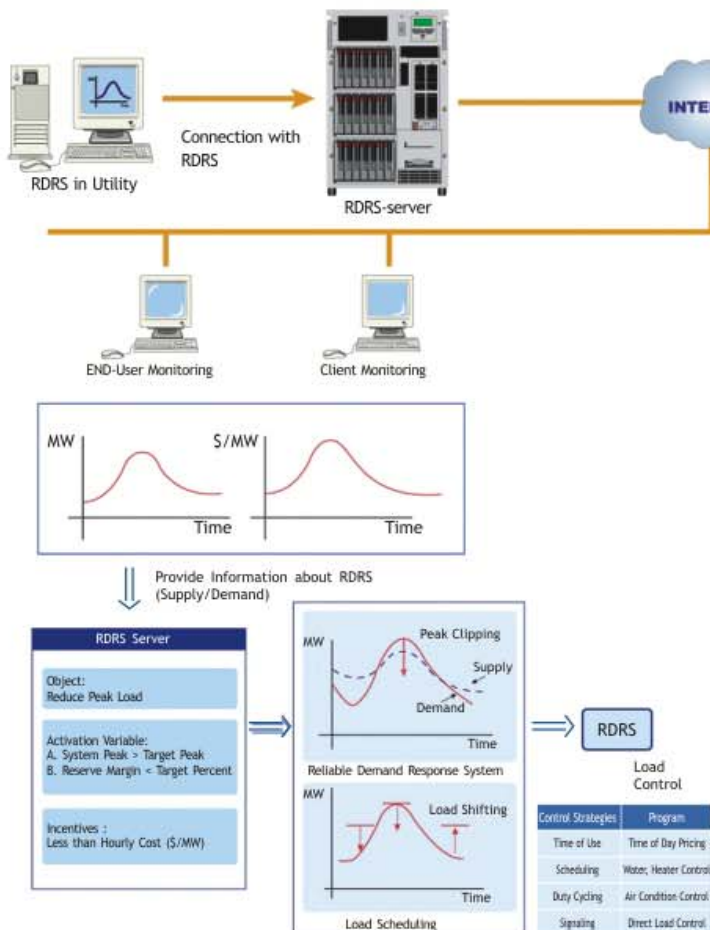 Connection with
RDRS
RDRS in Utility
RDRS-server
INTE
END-User Monitoring
Client Monitoring
MW
Time
$/MW
Time
Provide Information about RDRS
(Supply/Demand)
RDRS Server
Object:
Reduce Peak Load
Activation Variable:
A. System Peak > Target Peak
B. Reserve Margin < Target Percent
Incentives :
Less than Hourly Cost ($/MW)
MW
Peak Clipping
Supply
Demand
Time
Reliable Demand Response System
MW
Load Shifting
Time
Load Scheduling
RDRS
Load
Control
Control Strategies Program
Time of Use Time of Day Pricing
Scheduling Water, Heater Control
Duty Cycling Air Condition Control
Signaling Direct Load Control